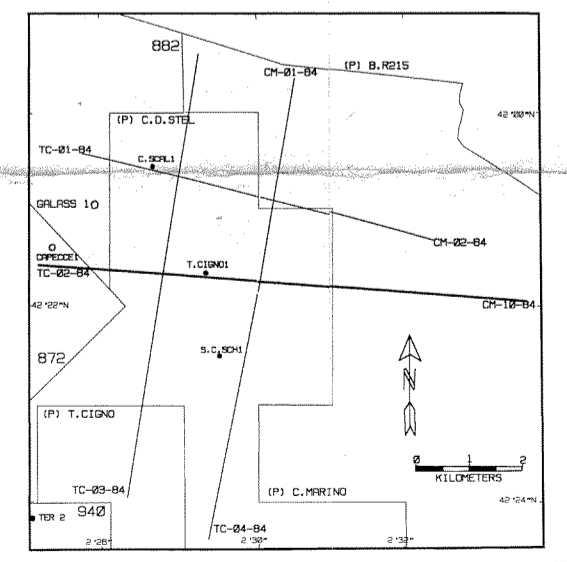 882
CM-01-84
(P) B.R215
42 °20"N
(P) C.D.STEL
TC-01-84
C.SCAL1
GALASS 1
CM-02-84
CAPECCE1
T.CIGNO1
TC-02-84
42 °22"N
CM-10-84
S.C.SCH1
872
N
(P) T.CIGNO
0 1 2
KILOMETERS
TC-03-84
(P) C.MARINO
42 °24"N
TER 2
940
TC-04-84
2 °28"
2 °30"
2 °32"